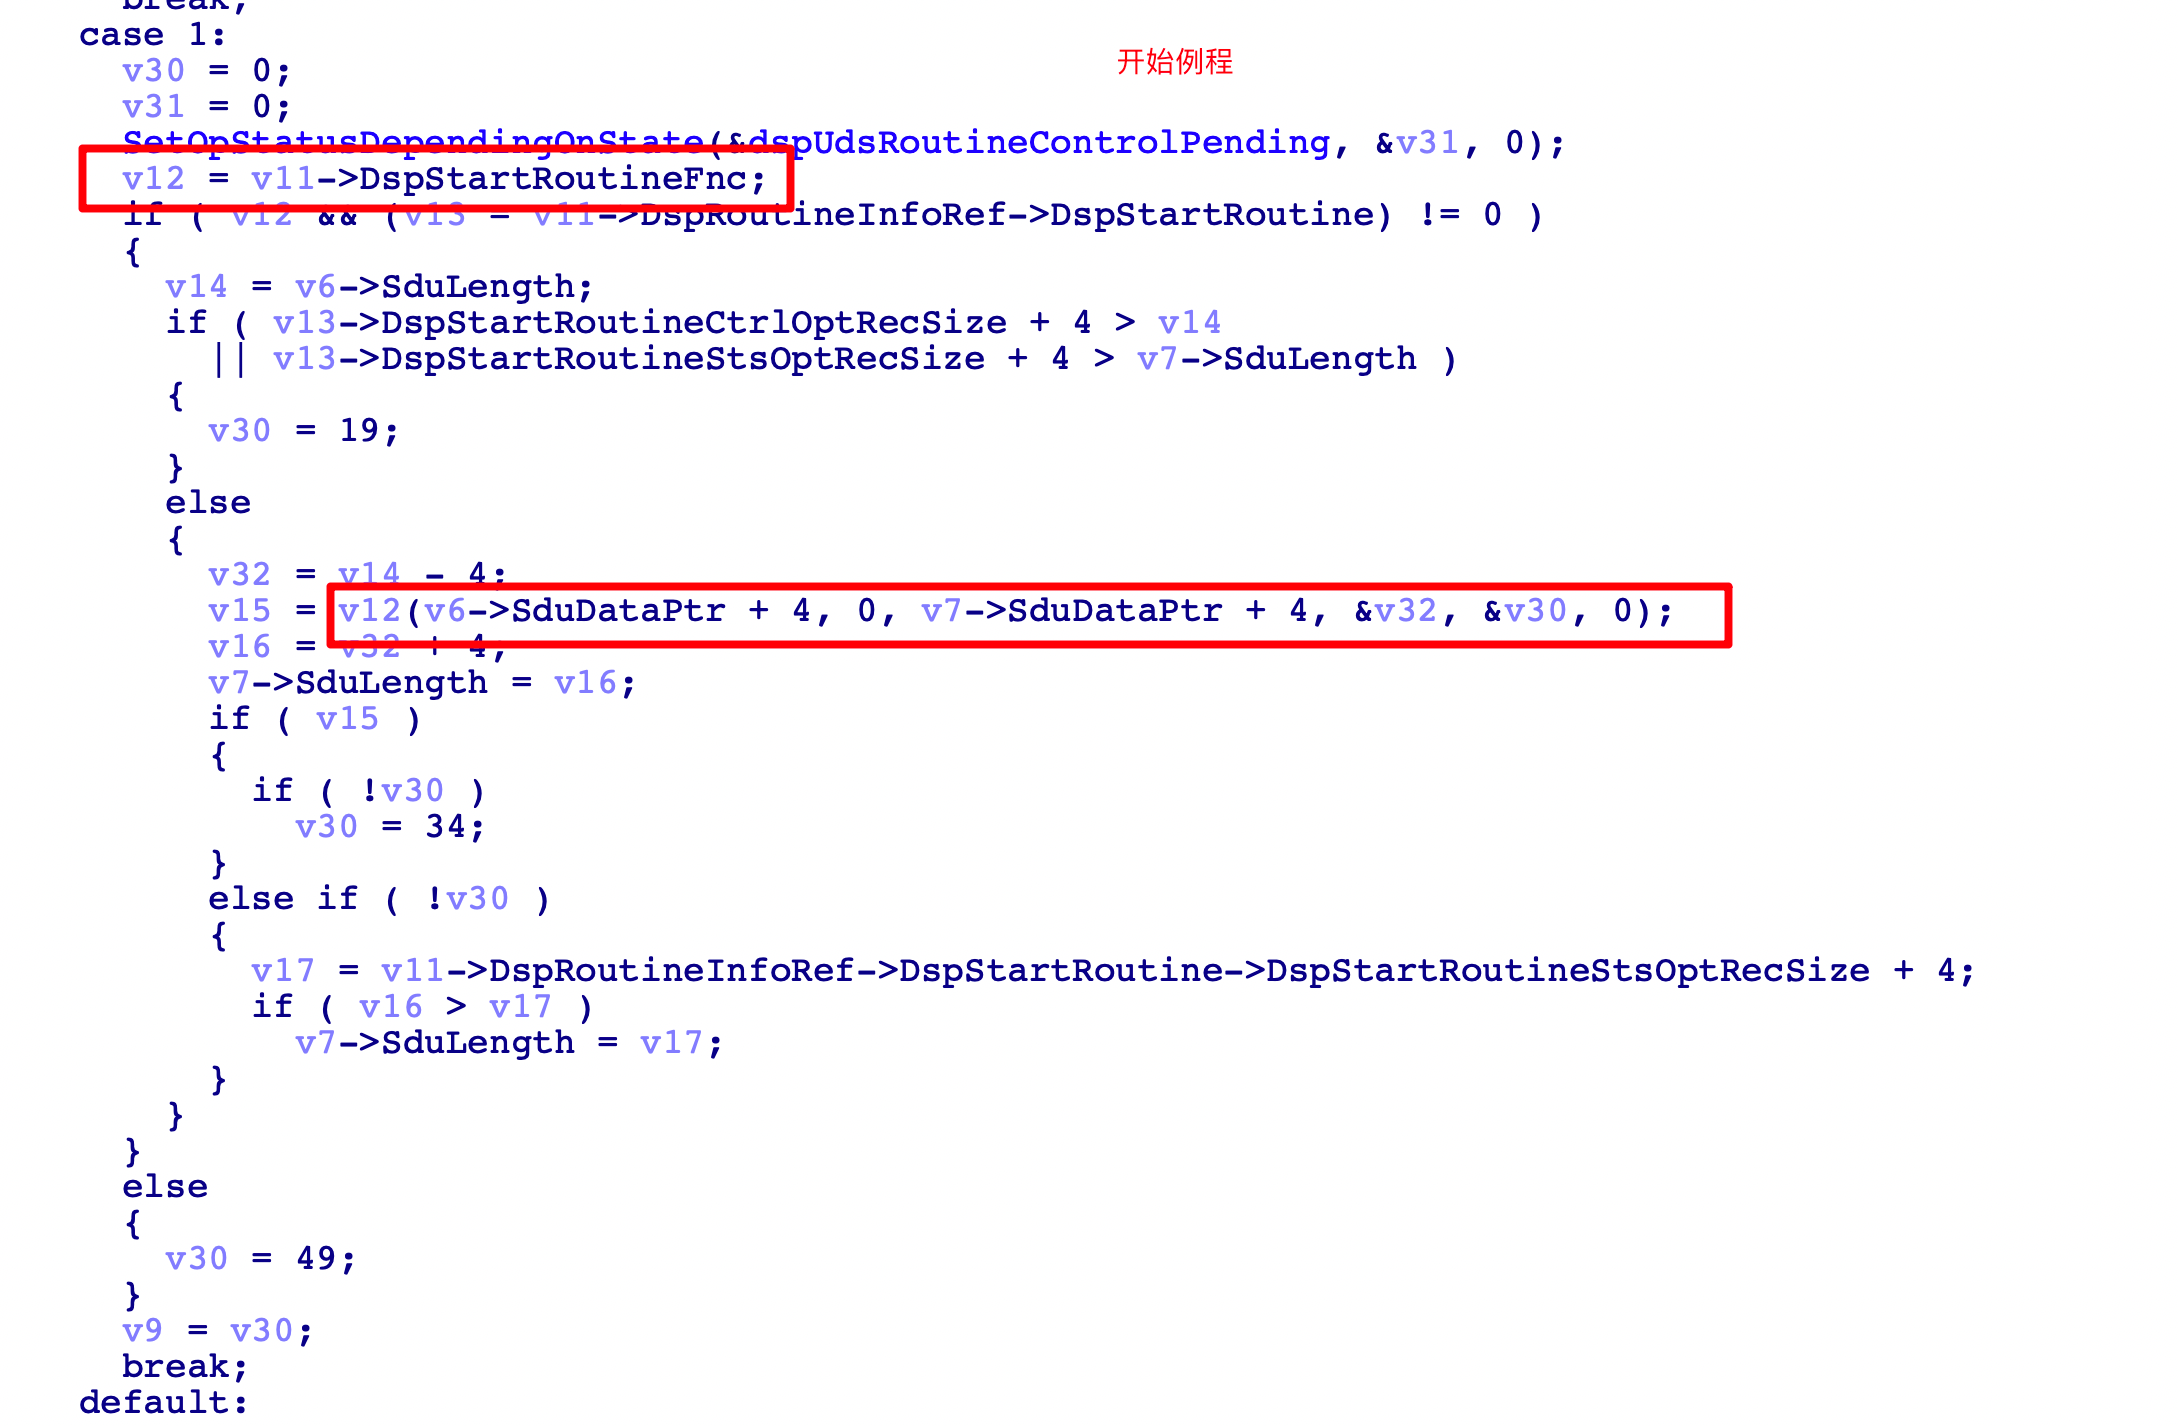 break;
case 1:
开始例程
v30 = 0;
v31 = 0;
SetOpStatusDependingOnState(&dspUdsRoutineControlPending, &v31, 0);
v12 = v11->DspStartRoutineFnc;
if ( v12 && (v13 = v11->DspRoutineInfoRef->DspStartRoutine) != 0 )
{
v14 = v6->SduLength;
if ( v13->DspStartRoutineCtrlOptRecSize + 4 > v14
|| v13->DspStartRoutineStsOptRecSize + 4 > v7->SduLength )
{
v30 = 19;
}
else
{
v32 = v14 - 4;
v15 = v12(v6->SduDataPtr + 4, 0, v7->SduDataPtr + 4, &v32, &v30, 0);
v16 = v32 + 4;
v7->SduLength = v16;
if ( v15 )
{
if ( !v30 )
v30 = 34;
}
else if ( !v30 )
{
v17 = v11->DspRoutineInfoRef->DspStartRoutine->DspStartRoutineStsOptRecSize + 4;
if ( v16 > v17 )
v7->SduLength = v17;
}
}
}
else
{
v30 = 49;
}
v9 = v30;
break;
default: